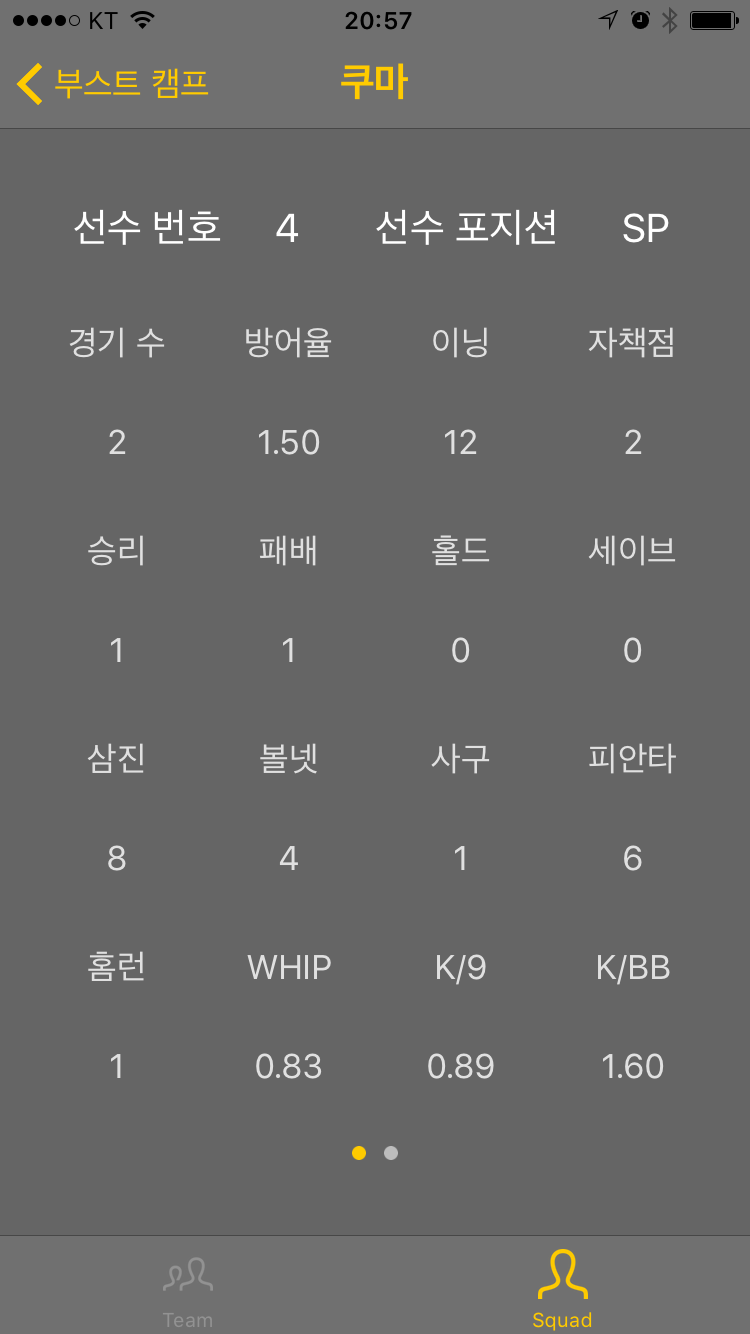 KT 20:57
부스트 캠프 쿠마
선수 번호 4 선수 포지션 SP
경기 수 방어율 이닝 자책점
2 1.50 12 2
승리 패배 홀드 세이브
1 1 0 0
삼진 볼넷 사구 피안타
8 4 1 6
홈런 WHIP K/9 K/BB
1 0.83 0.89 1.60
Team Squad